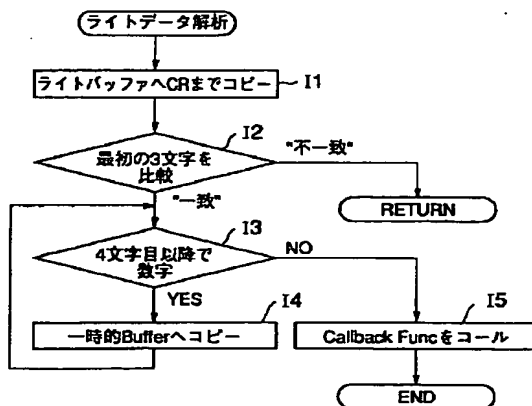 ライトデータ解析
ライトバッファへCRまでコピー
I1
I2
最初の3文字を
比較
"不一致"
"一致"
RETURN
I3
4文字目以降で
数字
NO
YES
I4
一時的Bufferへコピー
I5
Callback Funcをコール
END